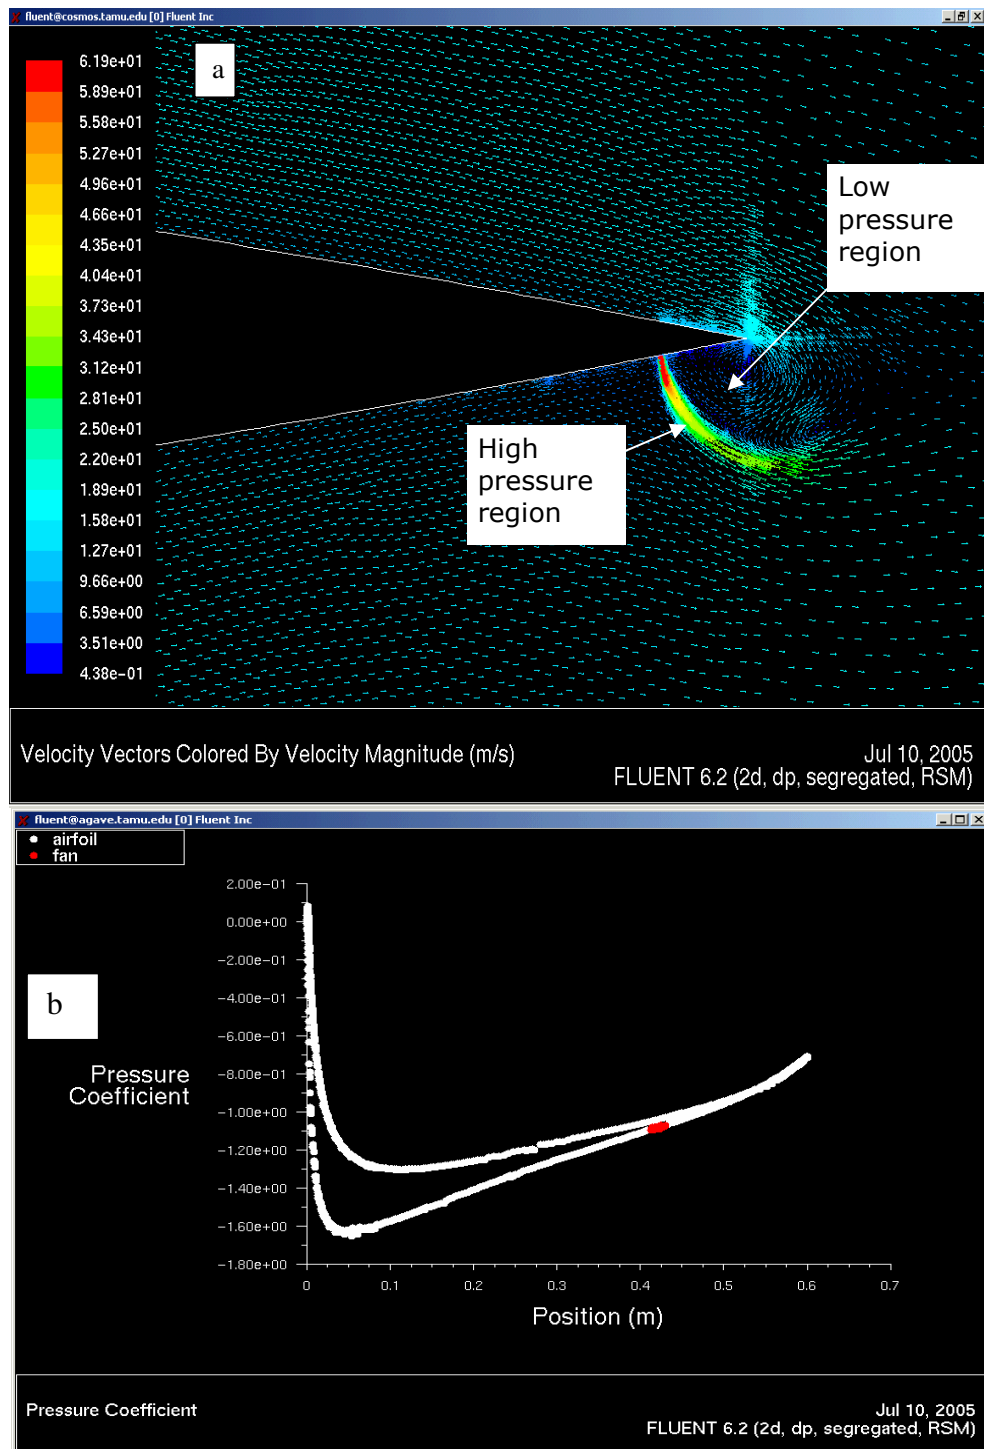 fluent@cosmos.tamu.edu [0] Fluent Inc
a
6.19e+01
5.89e+01
5.58e+01
5.27e+01
4.96e+01
4.66e+01
4.35e+01
4.04e+01
3.73e+01
3.43e+01
3.12e+01
2.81e+01
2.50e+01
2.20e+01
1.89e+01
1.58e+01
1.27e+01
9.66e+00
6.59e+00
3.51e+00
4.38e-01
Low
pressure
region
High
pressure
region
Velocity Vectors Colored By Velocity Magnitude (m/s)
Jul 10, 2005
FLUENT 6.2 (2d, dp, segregated, RSM)
fluent@agave.tamu.edu [0] Fluent Inc
airfoil
fan
b
2.00e-01
0.00e+00
-2.00e-01
-4.00e-01
-6.00e-01
-8.00e-01
-1.00e+00
-1.20e+00
-1.40e+00
-1.60e+00
-1.80e+00
Pressure
Coefficient
0 0.1 0.2 0.3 0.4 0.5 0.6 0.7
Position (m)
Pressure Coefficient
Jul 10, 2005
FLUENT 6.2 (2d, dp, segregated, RSM)